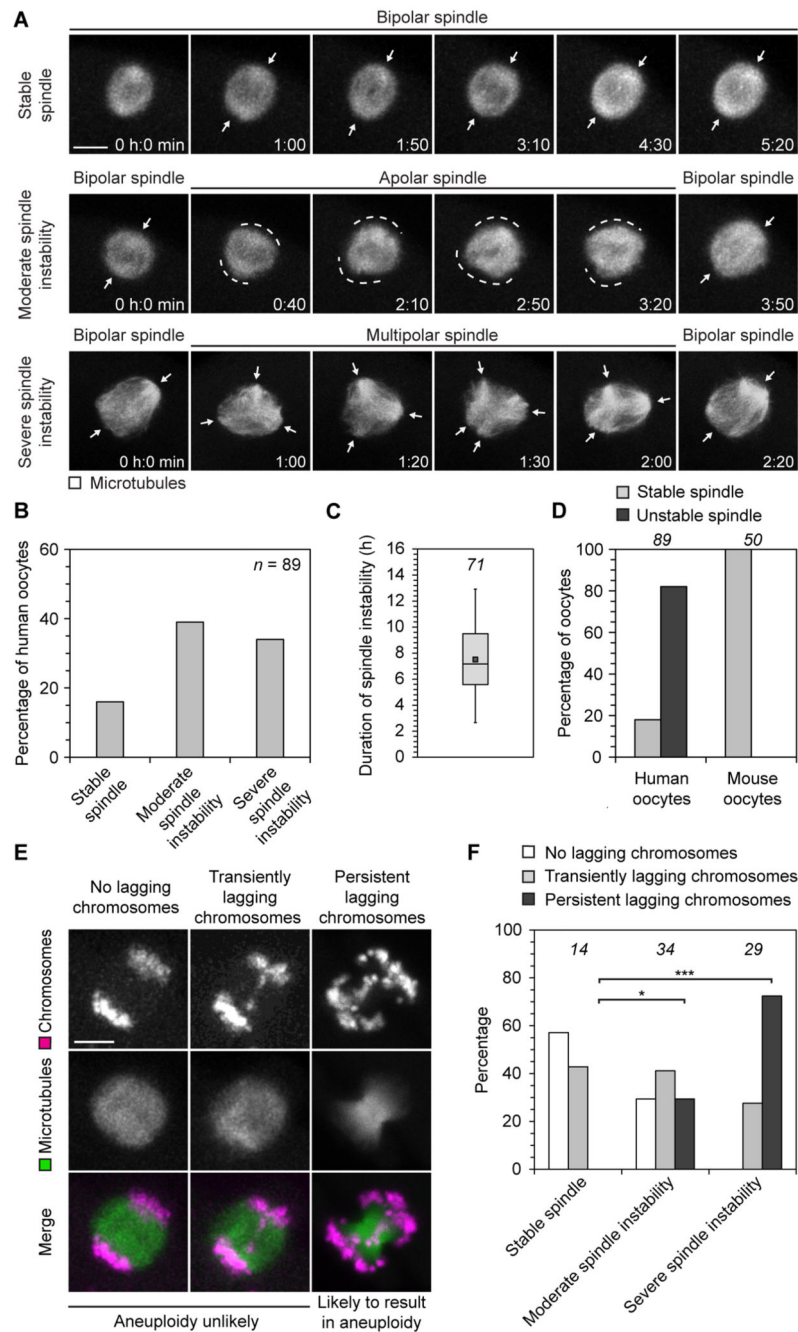 A
Bipolar spindle
Stable
spindle
0 h:0 min
1:00
1:50
3:10
4:30
5:20
Bipolar spindle
Apolar spindle
Bipolar spindle
Moderate spindle
instability
0 h:0 min
0:40
2:10
2:50
3:20
3:50
Bipolar spindle
Multipolar spindle
Bipolar spindle
Severe spindle
instability
0 h:0 min
1:00
1:20
1:30
2:00
2:20
Microtubules
B
Percentage of human oocytes
n = 89
60
40
20
0
Stable
spindle
Moderate
spindle
instability
Severe
spindle
instability
C
Duration of spindle instability (h)
71
16
14
12
10
8
6
4
2
0
Stable spindle
Unstable spindle
D
89
50
Percentage of oocytes
100
80
60
40
20
0
Human
oocytes
Mouse
oocytes
E
No lagging
chromosomes
Transiently
lagging
chromosomes
Persistent
lagging
chromosomes
Chromosomes
Microtubules
Merge
Aneuploidy unlikely
Likely to result
in aneuploidy
F
No lagging chromosomes
Transiently lagging chromosomes
Persistent lagging chromosomes
Percentage
100
80
60
40
20
0
14
34
29
***
*
Stable spindle
Moderate spindle instability
Severe spindle instability